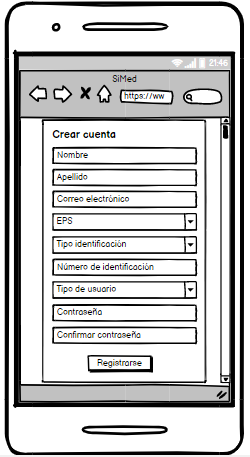 21:46
SiMed
https://ww
Crear cuenta
Nombre
Apellido
Correo electrónico
EPS
Tipo identificación
Número de identificación
Tipo de usuario
Contraseña
Confirmar contraseña
Registrarse